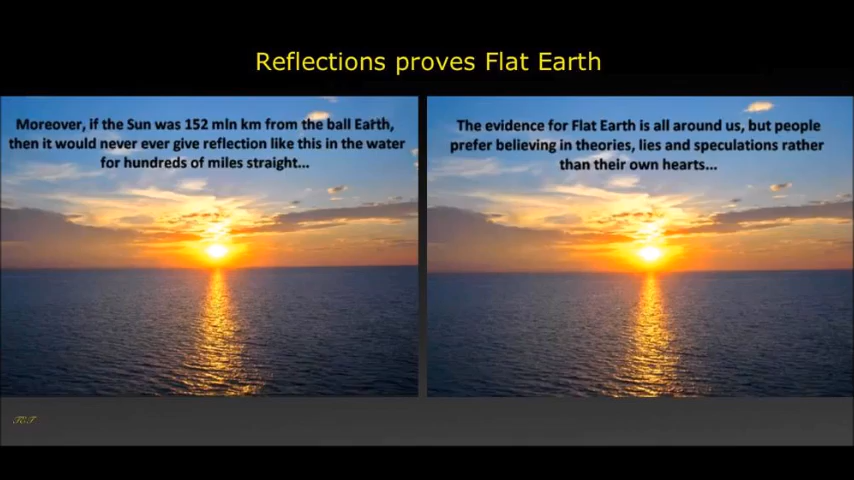 Reflections proves Flat Earth
Moreover, if the Sun was 152 mln km from the ball Earth,
then it would never ever give reflection like this in the water
for hundreds of miles straight...
The evidence for Flat Earth is all around us, but people
prefer believing in theories, lies and speculations rather
than their own hearts...